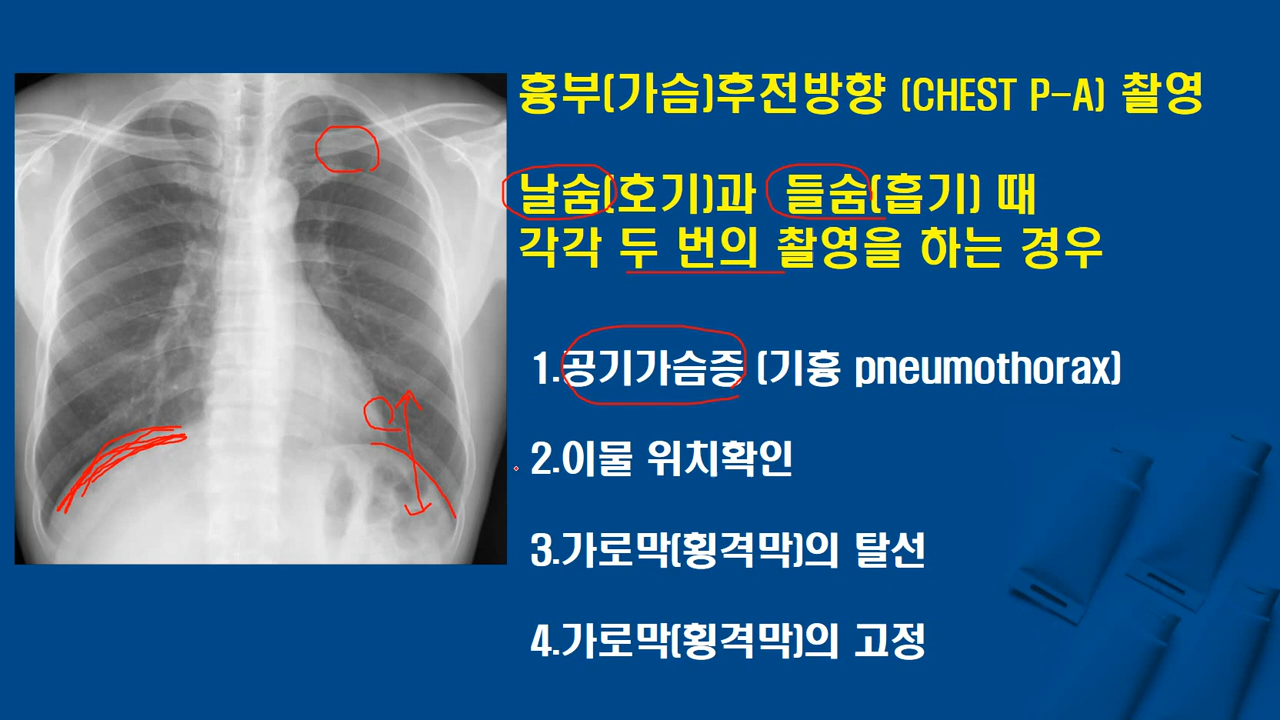 흉부(가슴)후전방향 (CHEST P-A) 촬영
날숨(호기)과 들숨(흡기) 때
각각 두 번의 촬영을 하는 경우
1.공기가슴증 (기흉 pneumothorax)
2.이물 위치확인
3.가로막(횡격막)의 탈선
4.가로막(횡격막)의 고정